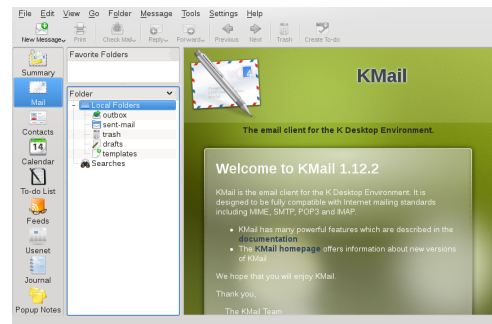 File Edit View Go Folder Message Tools Settings Help
New Message Print Check Mail Reply Forward Previous Next Trash Create To-do
Summary
Mail
Contacts
14
Calendar
To-do List
Feeds
Usenet
Journal
Popup Notes
Favorite Folders
Folder
Local Folders
outbox
sent-mail
trash
drafts
templates
Searches
KMail
The email client for the K Desktop Environment.
Welcome to KMail 1.12.2
KMail is the email client for the K Desktop Environment. It is
designed to be fully compatible with Internet mailing standards
including MIME, SMTP, POP3 and IMAP.
• KMail has many powerful features which are described in the
documentation
• The KMail homepage offers information about new versions
of KMail
We hope that you will enjoy KMail.
Thank you,
The KMail Team